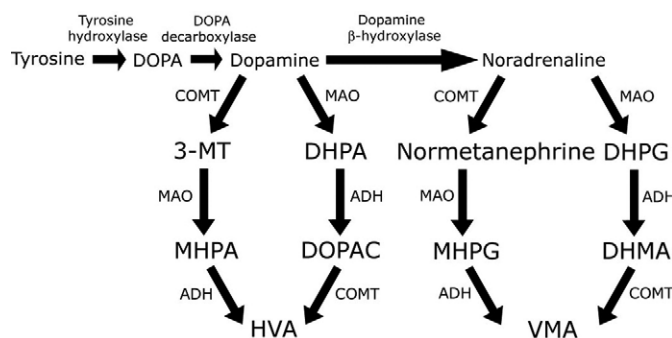 Tyrosine hydroxylase
DOPA decarboxylase
Dopamine β-hydroxylase
Tyrosine DOPA Dopamine Noradrenaline
COMT MAO COMT MAO
3-MT DHPA Normetanephrine DHPG
MAO ADH MAO ADH
MHPA DOPAC MHPG DHMA
ADH COMT ADH COMT
HVA VMA